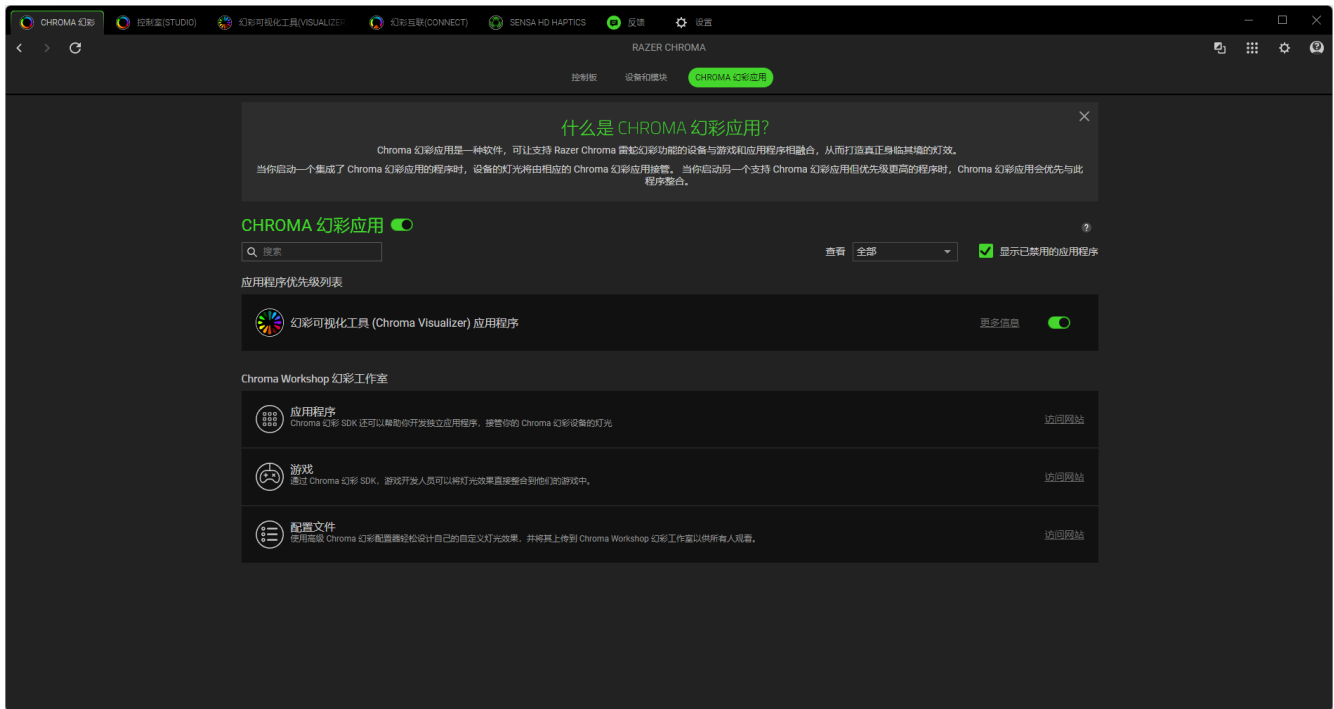 CHROMA 幻彩
控制室(STUDIO)
幻彩可视化工具(VISUALIZER
幻彩互联(CONNECT)
SENSA HD HAPTICS
反馈
设置
RAZER CHROMA
控制板
设备和模块
CHROMA 幻彩应用
什么是 CHROMA 幻彩应用?
Chroma 幻彩应用是一种软件，可让支持 Razer Chroma 雷蛇幻彩功能的设备与游戏和应用程序相融合，从而打造真正身临其境的灯效。
当你启动一个集成了 Chroma 幻彩应用的程序时，设备的灯光将由相应的 Chroma 幻彩应用接管。 当你启动另一个支持 Chroma 幻彩应用但优先级更高的程序时，Chroma 幻彩应用会优先与此
程序整合。
CHROMA 幻彩应用
?
搜索
查看
全部
显示已禁用的应用程序
应用程序优先级列表
幻彩可视化工具 (Chroma Visualizer) 应用程序
更多信息
Chroma Workshop 幻彩工作室
应用程序
Chroma 幻彩 SDK 还可以帮助你开发独立应用程序，接管你的 Chroma 幻彩设备的灯光
访问网站
游戏
通过 Chroma 幻彩 SDK，游戏开发人员可以将灯光效果直接整合到他们的游戏中。
访问网站
配置文件
使用高级 Chroma 幻彩配置器轻松设计自己的自定义灯光效果，并将其上传到 Chroma Workshop 幻彩工作室以供所有人观看。
访问网站